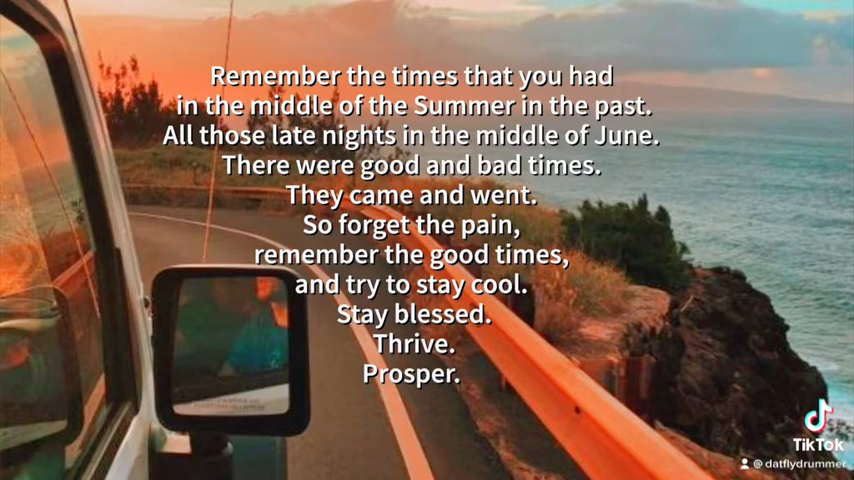 Remember the times that you had
in the middle of the Summer in the past.
All those late nights in the middle of June.
There were good and bad times.
They came and went.
So forget the pain,
remember the good times,
and try to stay cool.
Stay blessed.
Thrive.
Prosper.
TikTok
@ datflydrummer